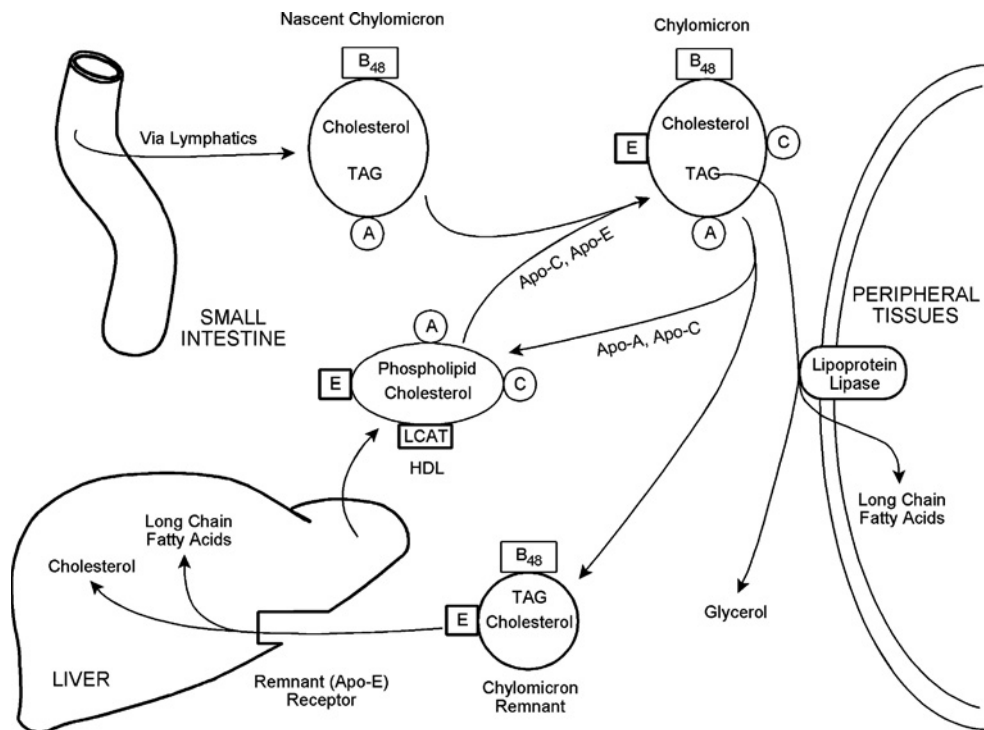 Nascent Chylomicron
B48
Cholesterol
TAG
A
Via Lymphatics
SMALL
INTESTINE
Chylomicron
B48
Cholesterol
E
C
TAG
A
Apo-C, Apo-E
Apo-A, Apo-C
PERIPHERAL
TISSUES
Lipoprotein
Lipase
Long Chain
Fatty Acids
Glycerol
A
E
Phospholipid
Cholesterol
C
LCAT
HDL
Long Chain
Fatty Acids
Cholesterol
LIVER
Remnant (Apo-E)
Receptor
B48
TAG
E
Cholesterol
Chylomicron
Remnant